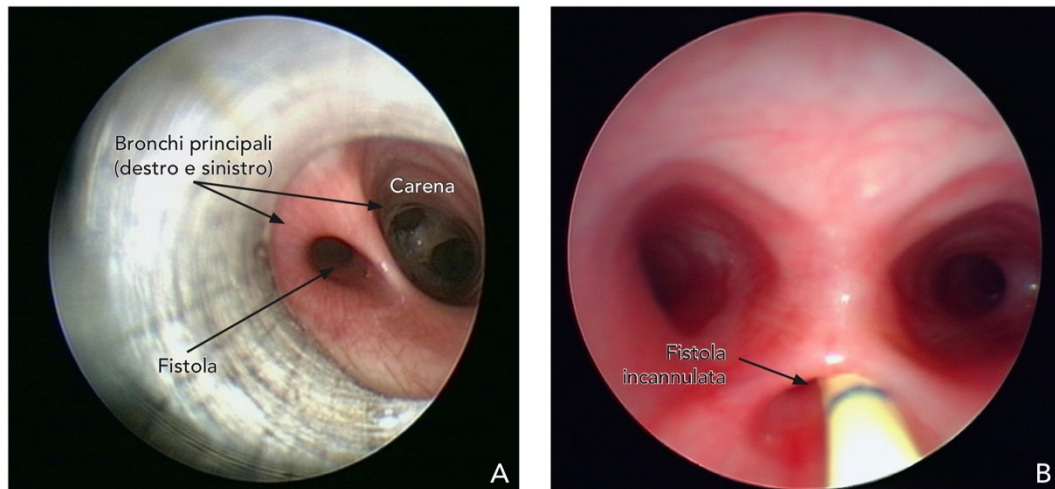 Bronchi principali
(destro e sinistro)
Carena
Fistola
A
Fistola
incannulata
B